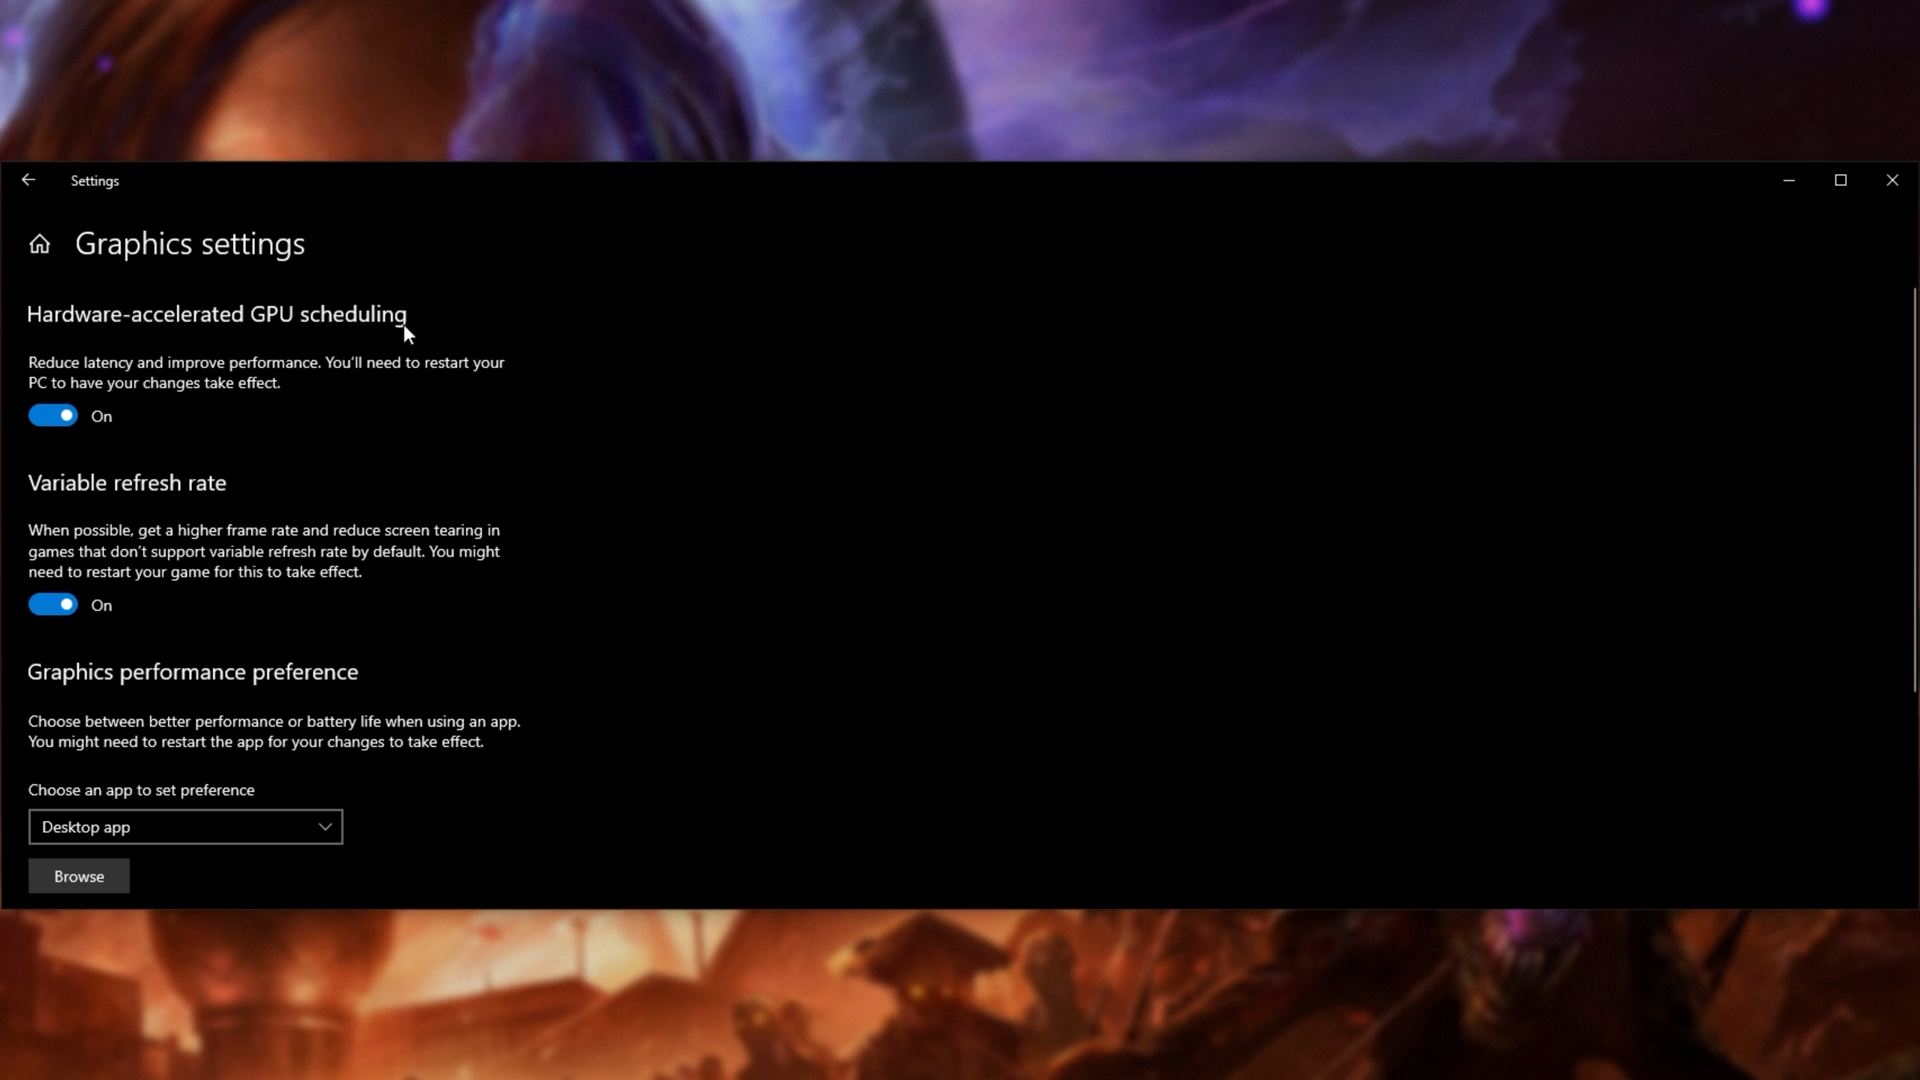 Settings
Graphics settings
Hardware-accelerated GPU scheduling
Reduce latency and improve performance. You'll need to restart your
PC to have your changes take effect.
On
Variable refresh rate
When possible, get a higher frame rate and reduce screen tearing in
games that don't support variable refresh rate by default. You might
need to restart your game for this to take effect.
On
Graphics performance preference
Choose between better performance or battery life when using an app.
You might need to restart the app for your changes to take effect.
Choose an app to set preference
Desktop app
Browse